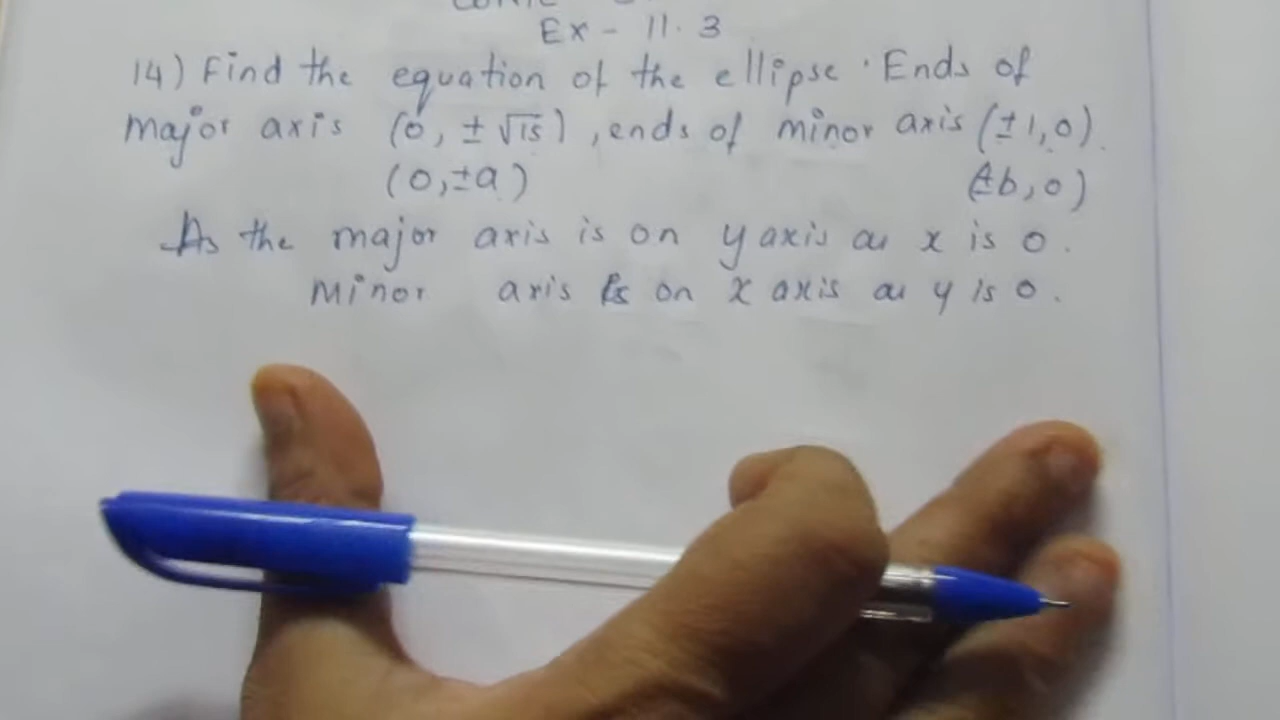 Ex - 11.3
14) Find the equation of the ellipse. Ends of
major axis (0, ± √15), ends of minor axis (±1,0).
(0,±a) (±b,0)
As the major axis is on y axis as x is 0.
Minor axis is on x axis as y is 0.